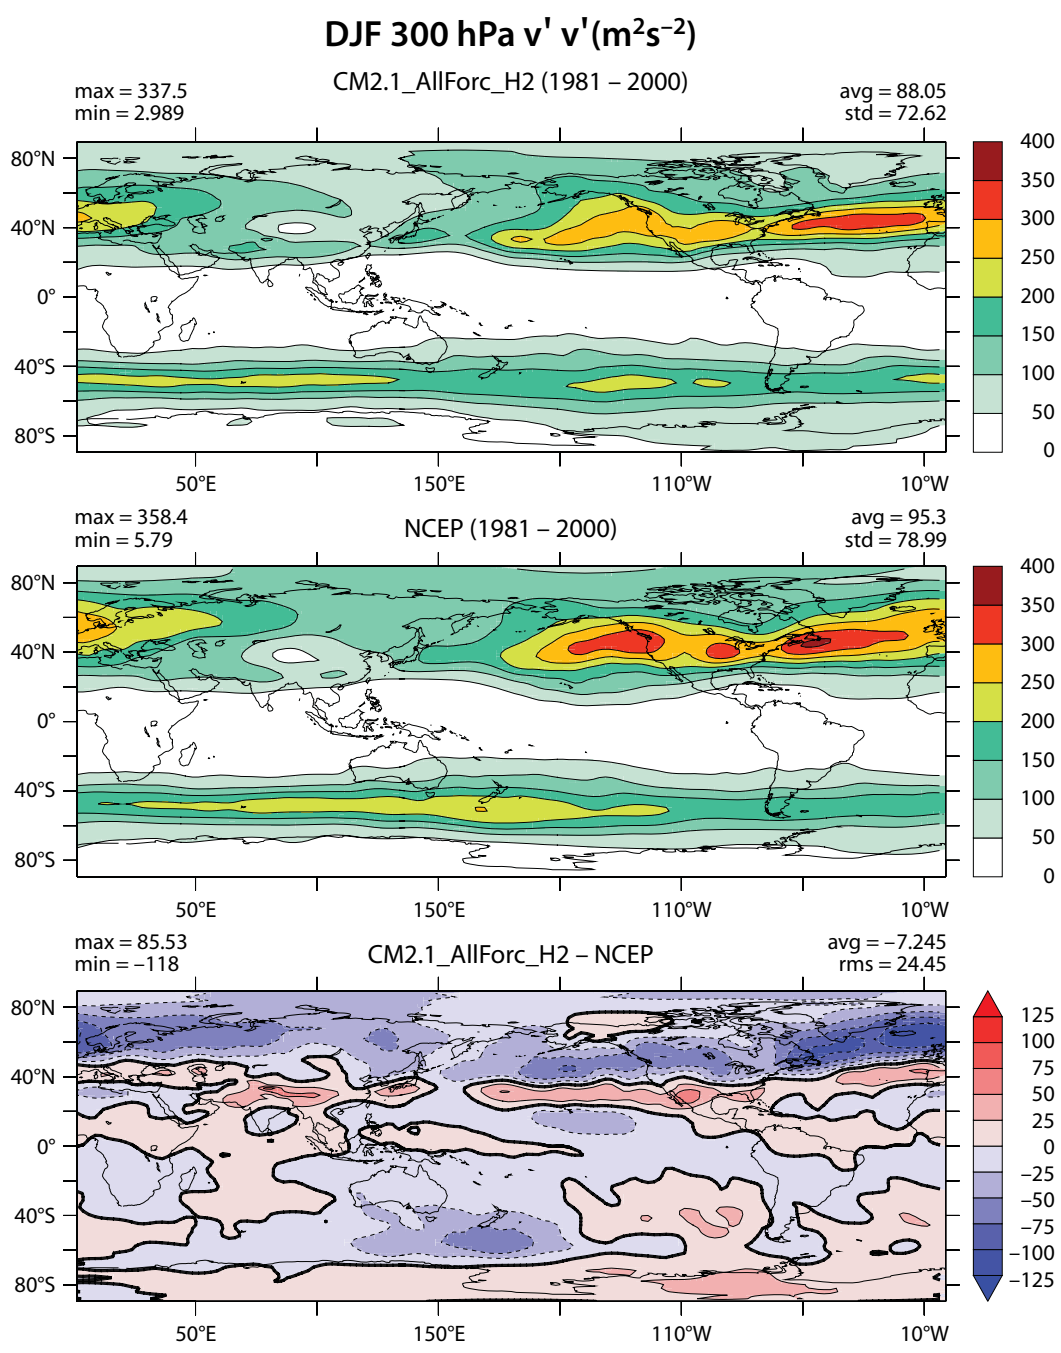 DJF 300 hPa v' v'(m²s⁻²)
CM2.1_AllForc_H2 (1981 – 2000)
max = 337.5
min = 2.989
avg = 88.05
std = 72.62
80°N
40°N
0°
40°S
80°S
50°E
150°E
110°W
10°W
400
350
300
250
200
150
100
50
0
NCEP (1981 – 2000)
max = 358.4
min = 5.79
avg = 95.3
std = 78.99
80°N
40°N
0°
40°S
80°S
50°E
150°E
110°W
10°W
400
350
300
250
200
150
100
50
0
CM2.1_AllForc_H2 – NCEP
max = 85.53
min = –118
avg = –7.245
rms = 24.45
80°N
40°N
0°
40°S
80°S
50°E
150°E
110°W
10°W
125
100
75
50
25
0
–25
–50
–75
–100
–125